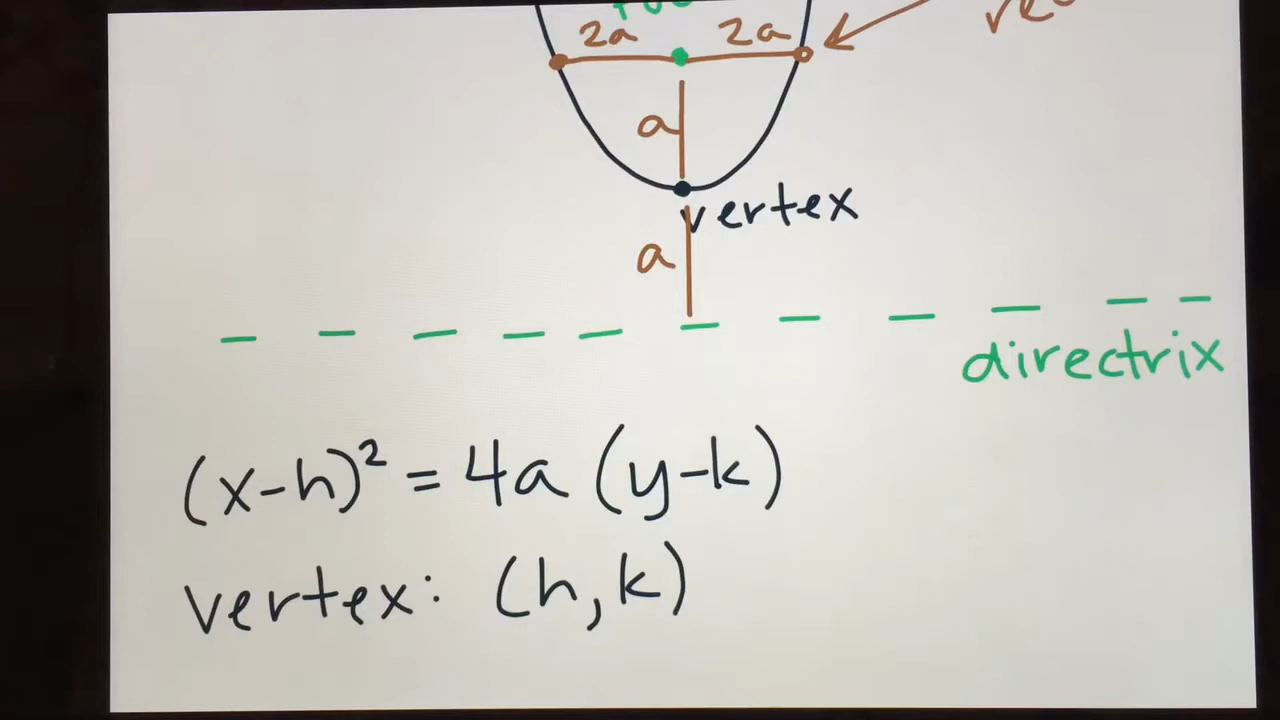 2a 2a
a
vertex
a
directrix
(x-h)² = 4a (y-k)
vertex: (h, k)